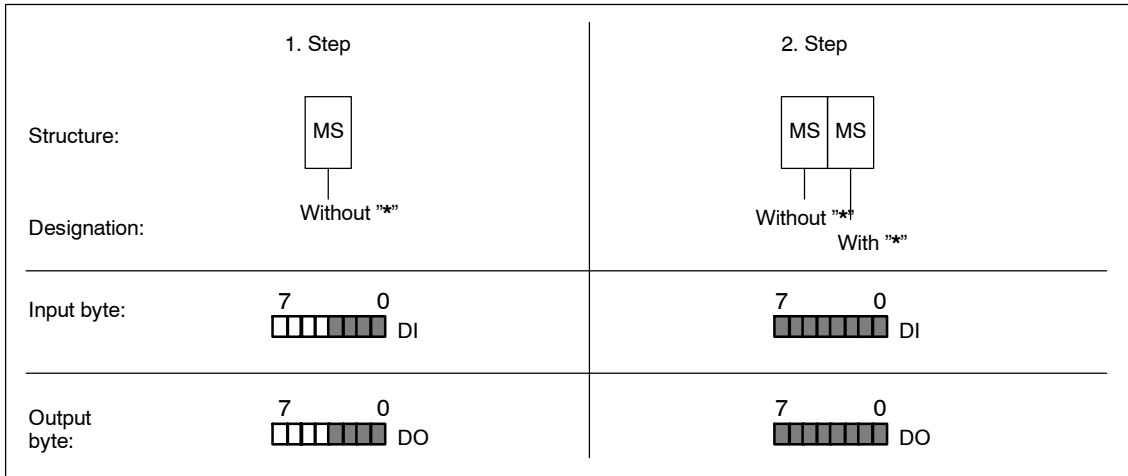 1. Step
2. Step
Structure:
MS
MS MS
Without ”*”
Without ”*”
Designation:
With ”*”
Input byte:
7 0
DI
7 0
DI
Output
byte:
7 0
DO
7 0
DO